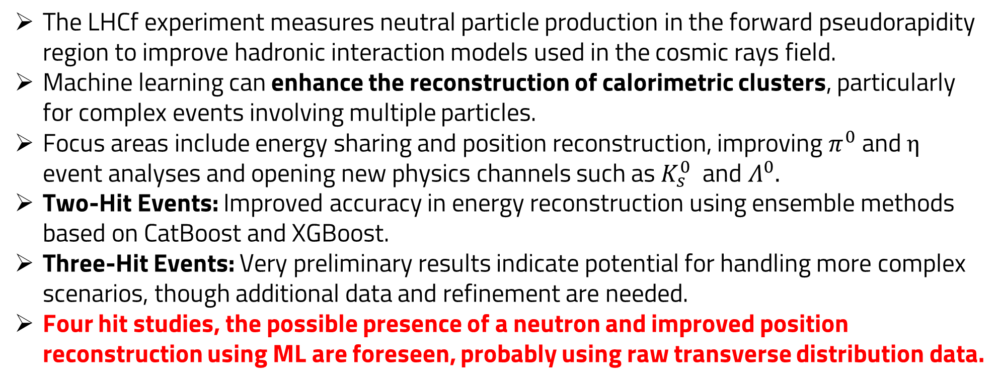 ➢ The LHCf experiment measures neutral particle production in the forward pseudorapidity
region to improve hadronic interaction models used in the cosmic rays field.
➢ Machine learning can enhance the reconstruction of calorimetric clusters, particularly
for complex events involving multiple particles.
➢ Focus areas include energy sharing and position reconstruction, improving π⁰ and η
event analyses and opening new physics channels such as K⁰ₛ and Λ⁰.
➢ Two-Hit Events: Improved accuracy in energy reconstruction using ensemble methods
based on CatBoost and XGBoost.
➢ Three-Hit Events: Very preliminary results indicate potential for handling more complex
scenarios, though additional data and refinement are needed.
➢ Four hit studies, the possible presence of a neutron and improved position
reconstruction using ML are foreseen, probably using raw transverse distribution data.